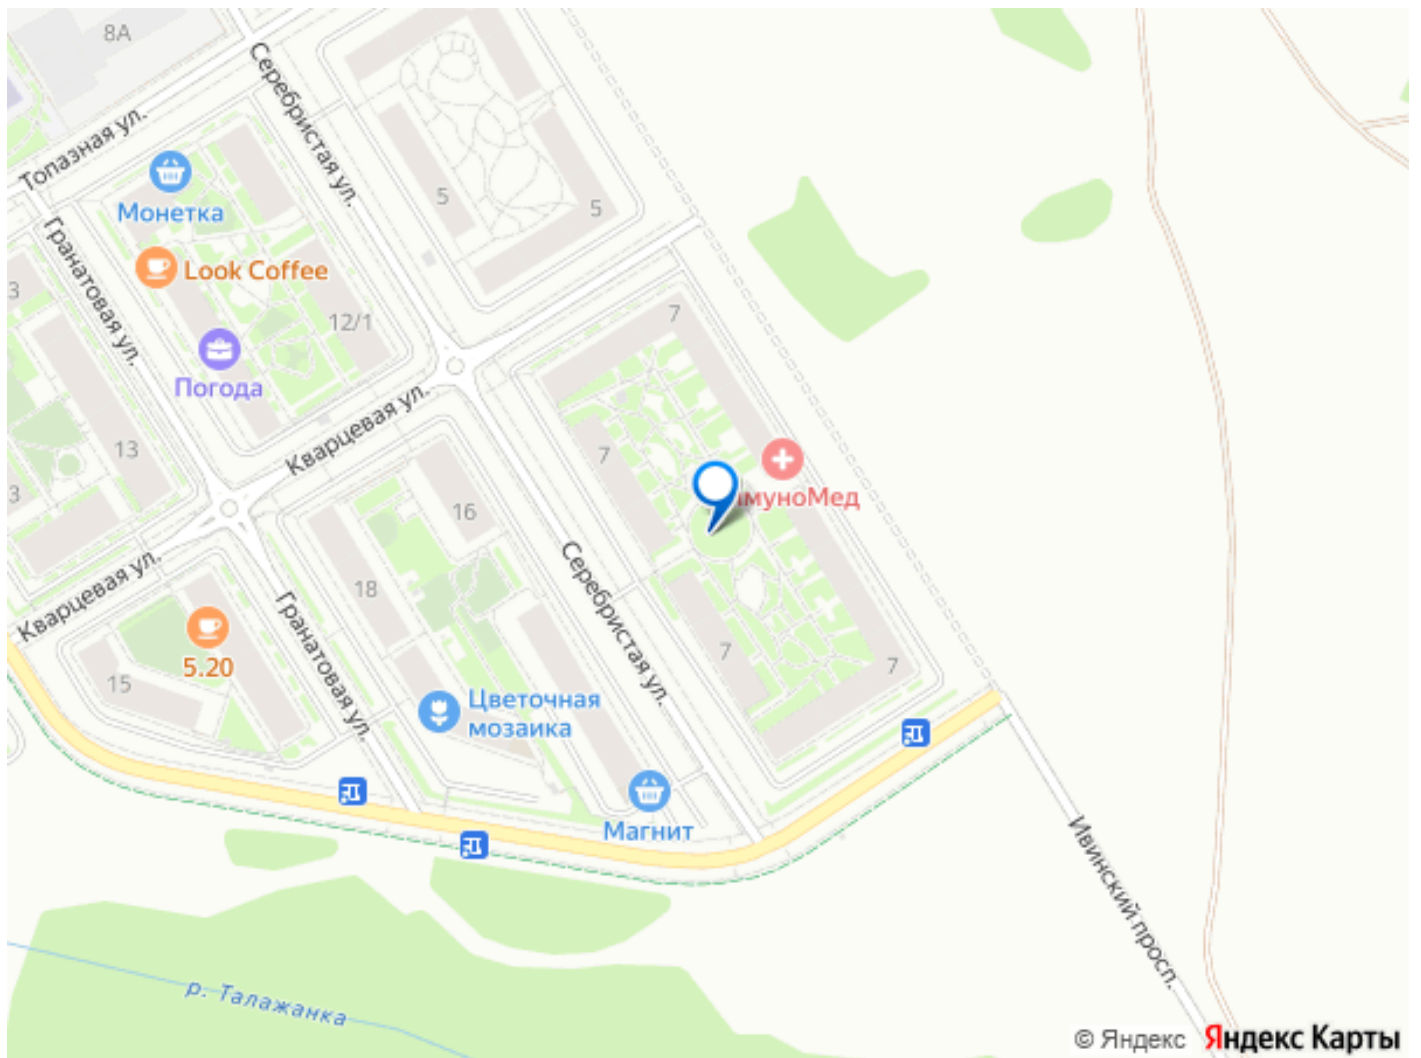 8А
Серебристая ул.
Топазная ул.
Монетка
5
5
Гранатовая ул.
Look Coffee
3
12/1
7
Погода
Кварцевая ул.
13
7
3
16
муноМед
Кварцевая ул.
18
Серебристая ул.
Гранатовая ул.
5.20
15
7
7
Цветочная
мозаика
Магнит
Ивинский просп.
р. Талажанка
© Яндекс Яндекс Карты